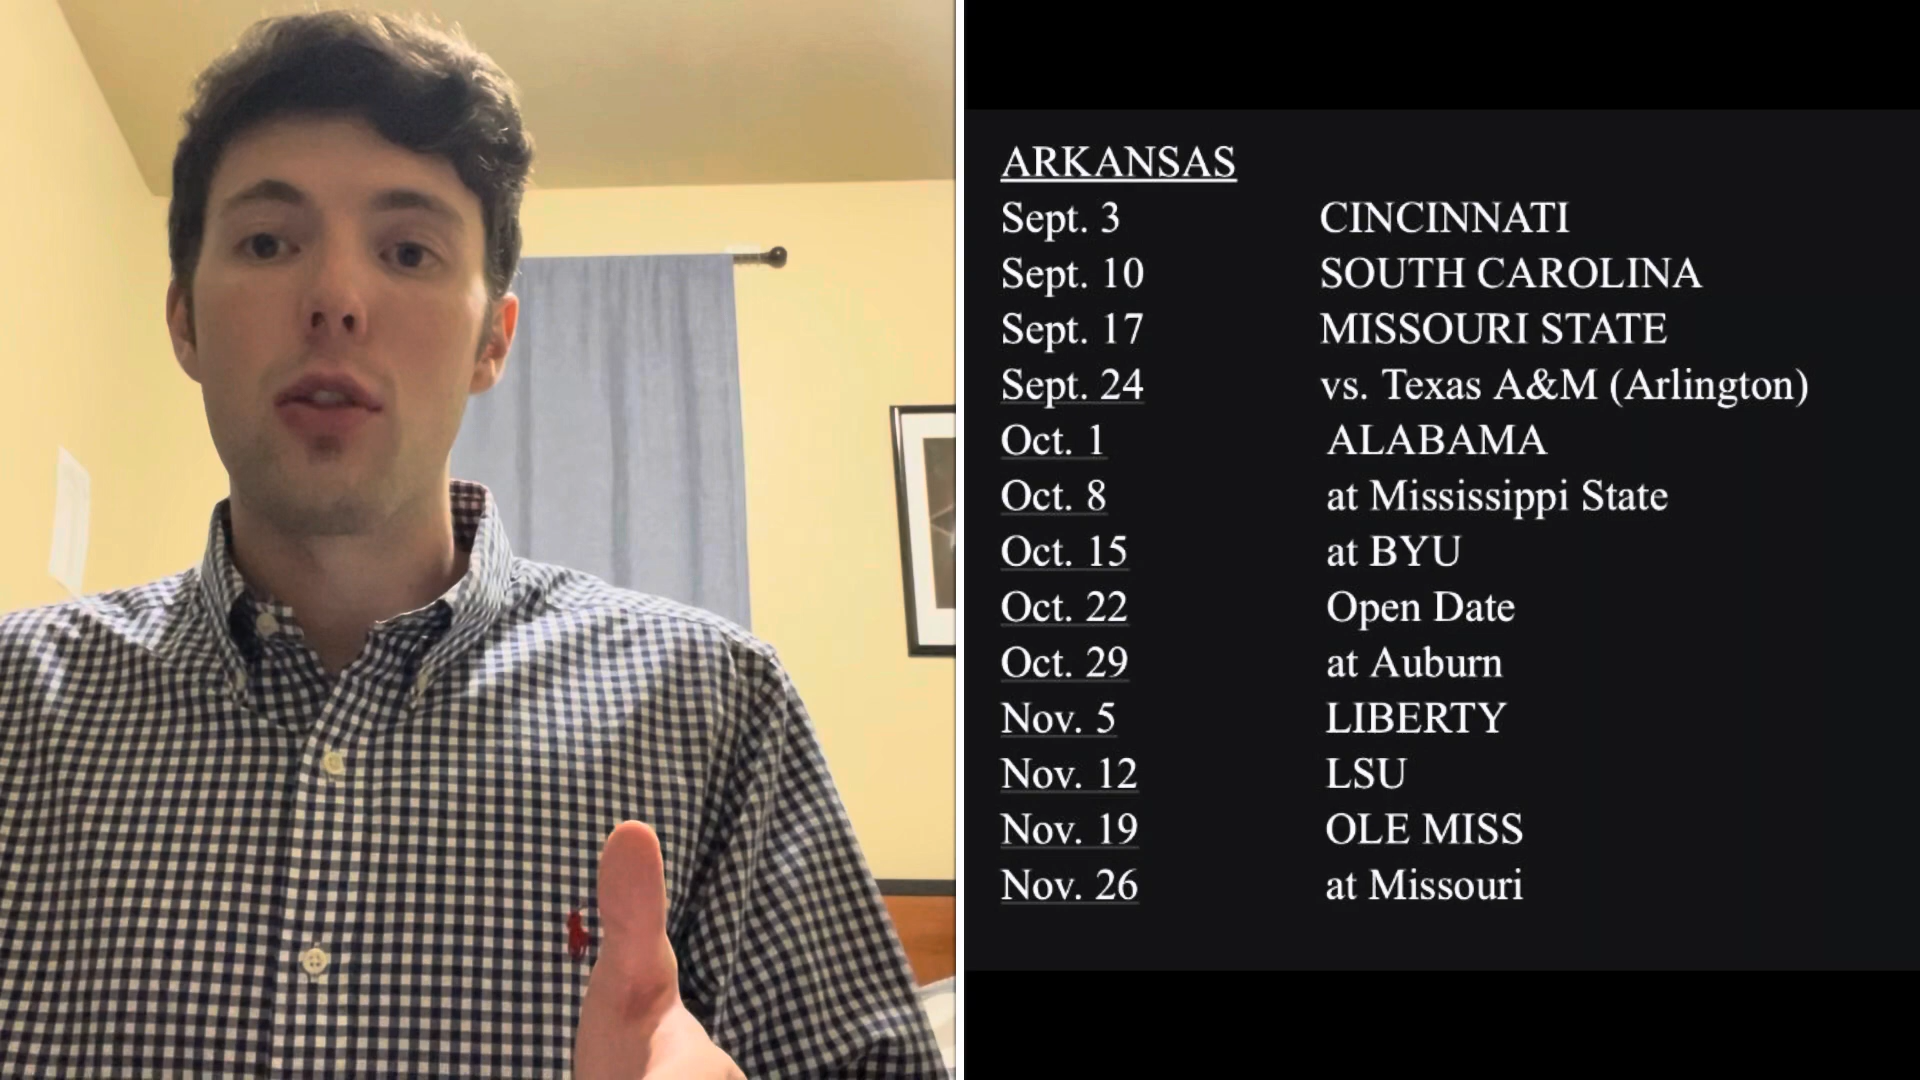 ARKANSAS
Sept. 3 CINCINNATI
Sept. 10 SOUTH CAROLINA
Sept. 17 MISSOURI STATE
Sept. 24 vs. Texas A&M (Arlington)
Oct. 1 ALABAMA
Oct. 8 at Mississippi State
Oct. 15 at BYU
Oct. 22 Open Date
Oct. 29 at Auburn
Nov. 5 LIBERTY
Nov. 12 LSU
Nov. 19 OLE MISS
Nov. 26 at Missouri